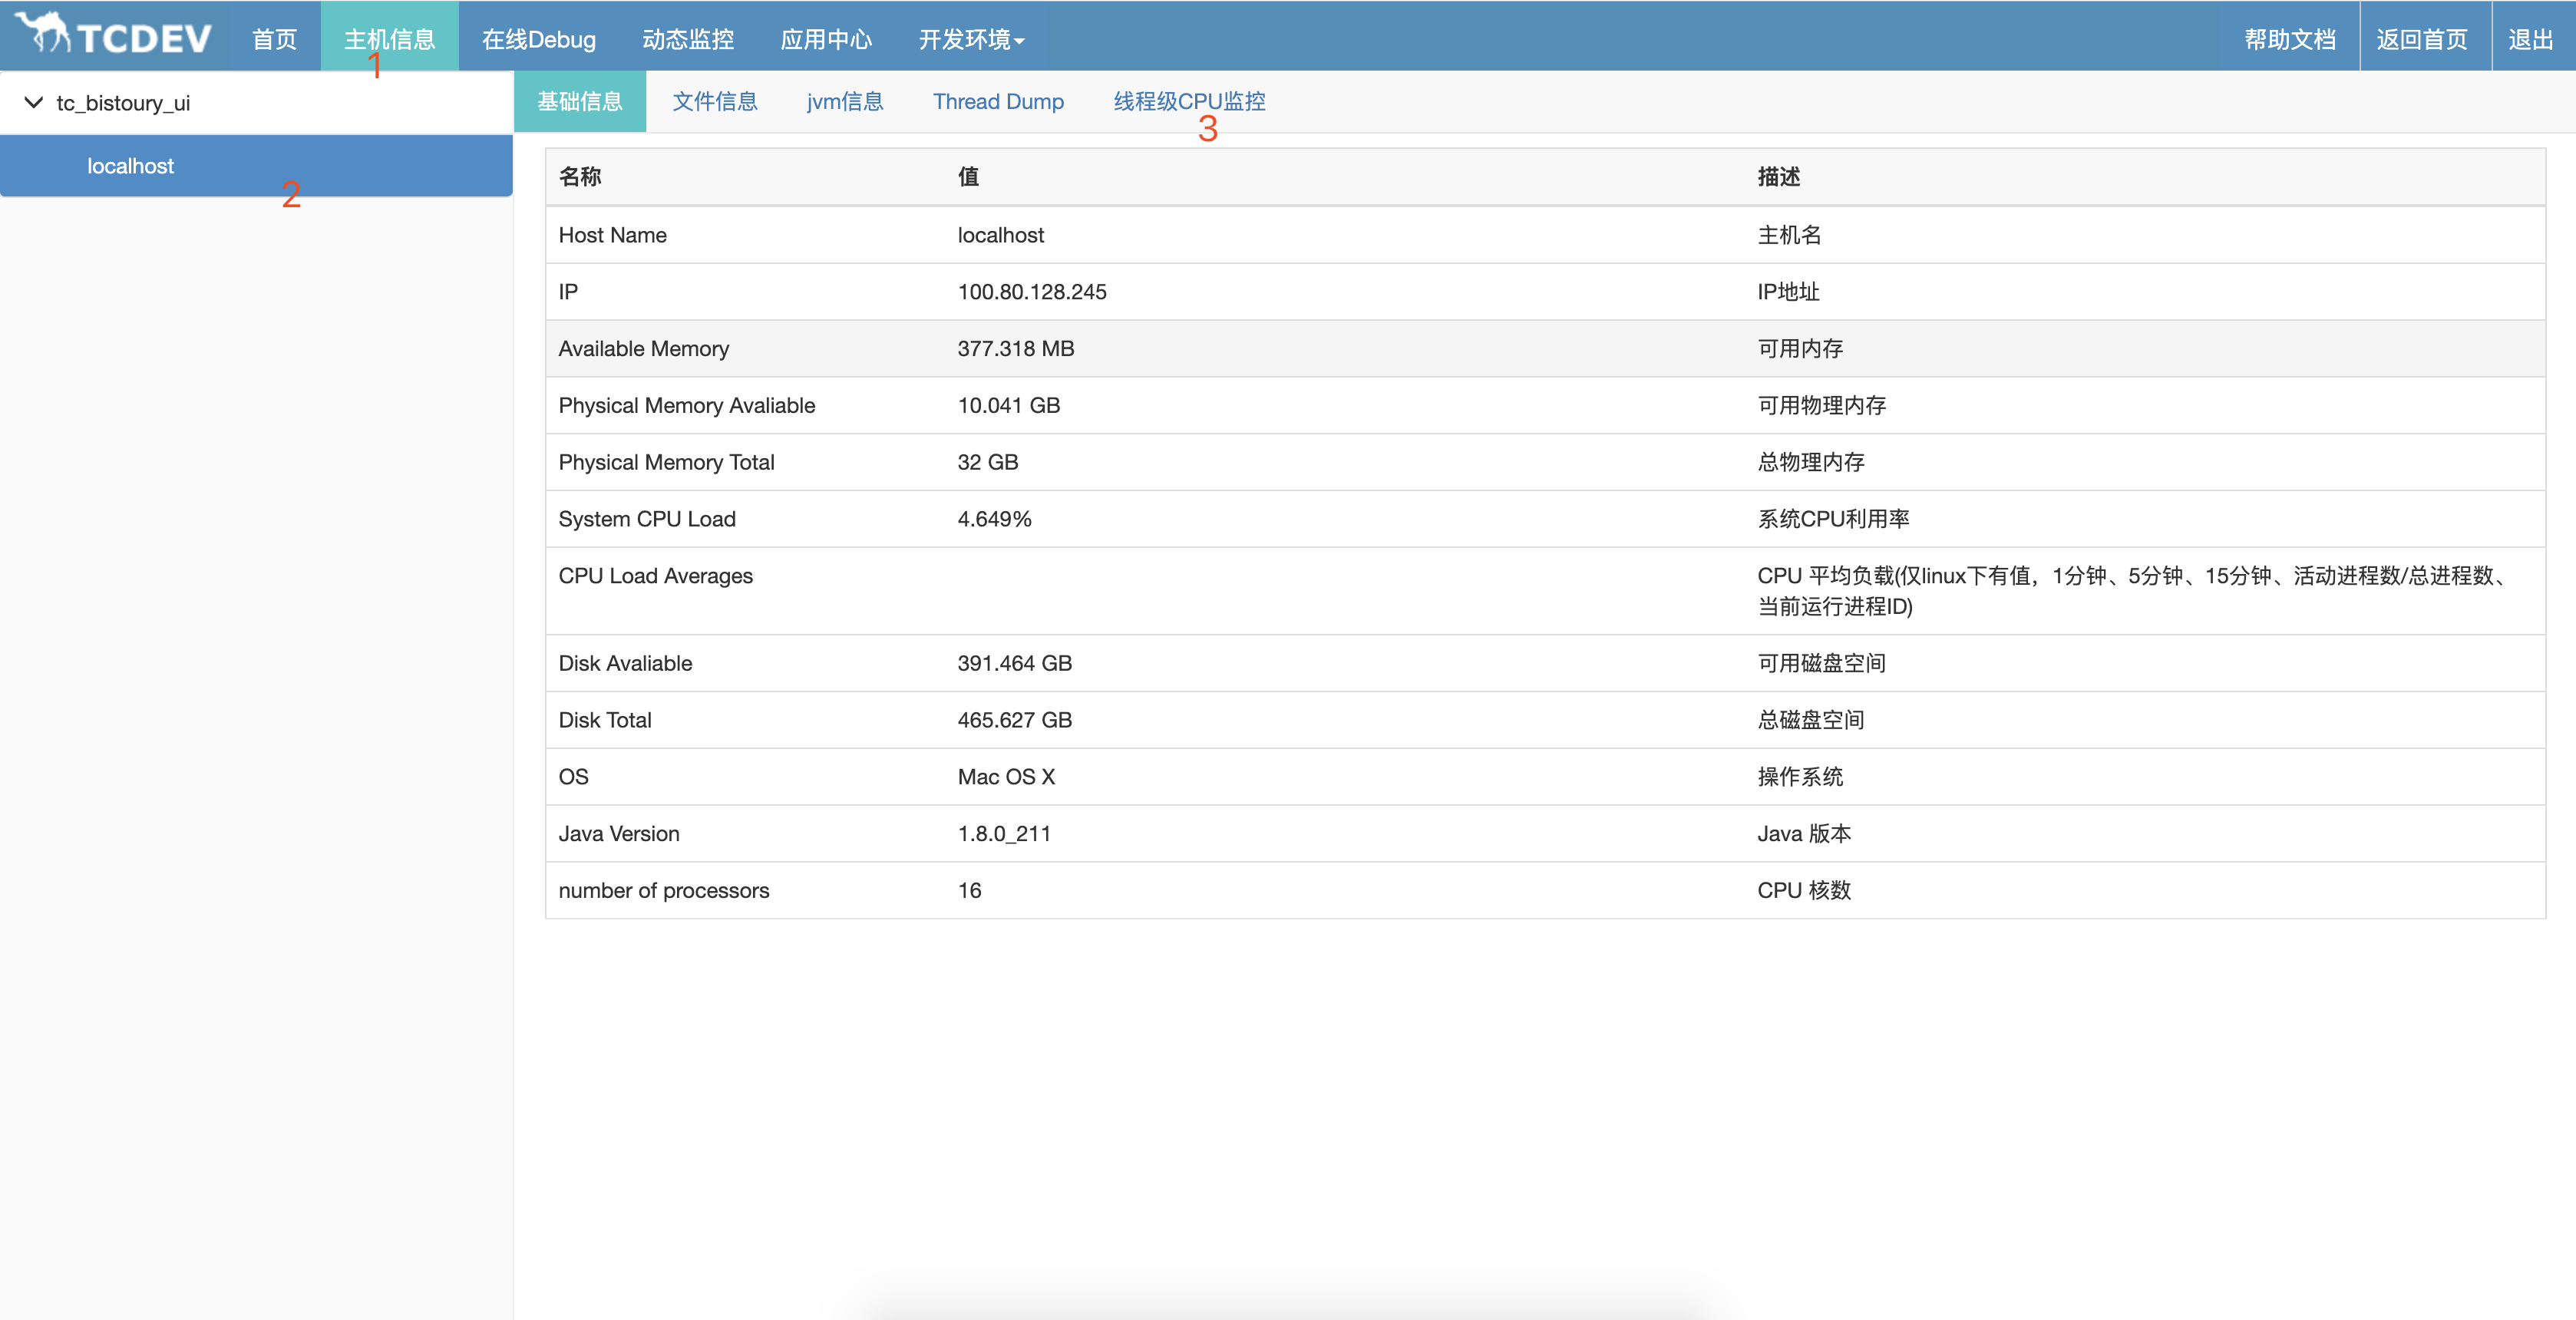 TCDEV 首页 主机信息 在线Debug 动态监控 应用中心 开发环境 帮助文档 返回首页 退出
1
tc_bistoury_ui
localhost
2
基础信息 文件信息 jvm信息 Thread Dump 线程级CPU监控
3
名称 值 描述
Host Name localhost 主机名
IP 100.80.128.245 IP地址
Available Memory 377.318 MB 可用内存
Physical Memory Avaliable 10.041 GB 可用物理内存
Physical Memory Total 32 GB 总物理内存
System CPU Load 4.649% 系统CPU利用率
CPU Load Averages CPU 平均负载(仅linux下有值，1分钟、5分钟、15分钟、活动进程数/总进程数、
当前运行进程ID)
Disk Avaliable 391.464 GB 可用磁盘空间
Disk Total 465.627 GB 总磁盘空间
OS Mac OS X 操作系统
Java Version 1.8.0_211 Java 版本
number of processors 16 CPU 核数